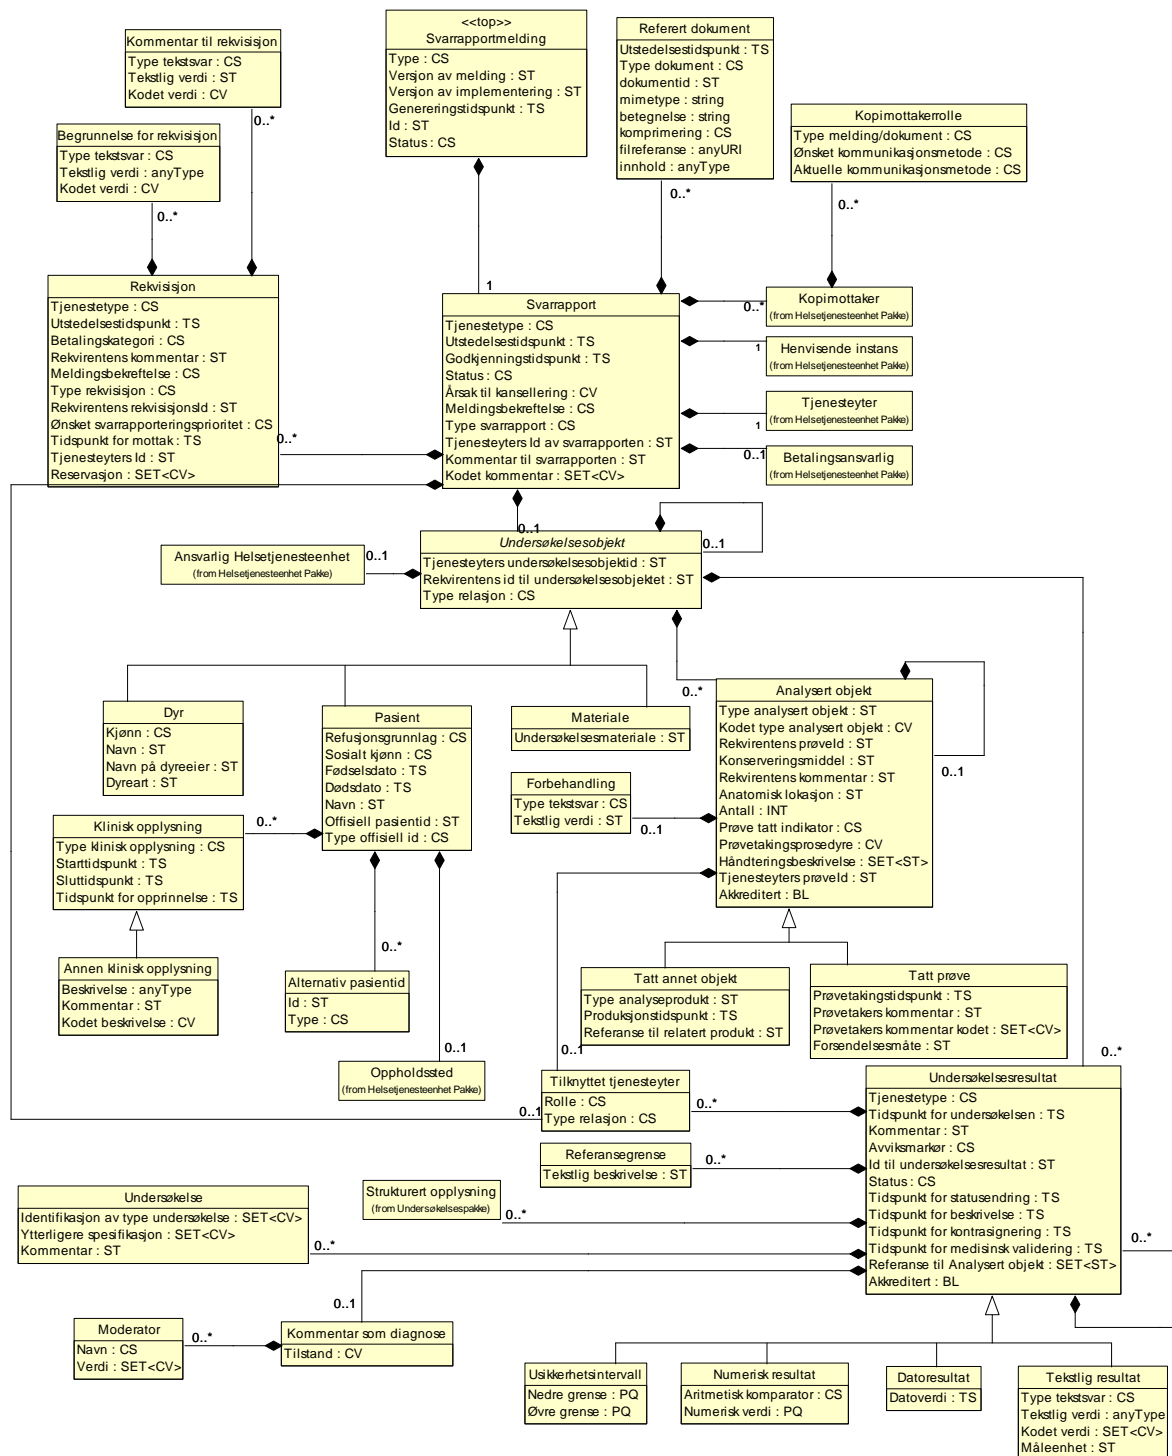 Kommentar til rekvisisjon
Type tekstsvar : CS
Tekstlig verdi : ST
Kodet verdi : CV
0..*
<<top>>
Svarrapportmelding
Type : CS
Versjon av melding : ST
Versjon av implementering : ST
Genereringstidspunkt : TS
Id : ST
Status : CS
1
Referert dokument
Utstedelsestidspunkt : TS
Type dokument : CS
dokumentid : ST
mimetype : string
betegnelse : string
komprimering : CS
filreferanse : anyURI
innhold : anyType
0..*
Kopimottakerrolle
Type melding/dokument : CS
Ønsket kommunikasjonsmetode : CS
Aktuelle kommunikasjonsmetode : CS
0..*
Begrunnelse for rekvisisjon
Type tekstsvar : CS
Tekstlig verdi : anyType
Kodet verdi : CV
0..*
Rekvisisjon
Tjenestetype : CS
Utstedelsestidspunkt : TS
Betalingskategori : CS
Rekvirentens kommentar : ST
Meldingsbekreftelse : CS
Type rekvisisjon : CS
Rekvirentens rekvisisjonsId : ST
Ønsket svarrapporteringsprioritet : CS
Tidspunkt for mottak : TS
Tjenesteyters Id : ST
Reservasjon : SET<CV>
0..*
Svarrapport
Tjenestetype : CS
Utstedelsestidspunkt : TS
Godkjenningstidspunkt : TS
Status : CS
Årsak til kansellering : CV
Meldingsbekreftelse : CS
Type svarrapport : CS
Tjenesteyters Id av svarrapporten : ST
Kommentar til svarrapporten : ST
Kodet kommentar : SET<CV>
Kopimottaker
(from Helsetjenesteenhet Pakke)
0..*
Henvisende instans
(from Helsetjenesteenhet Pakke)
1
Tjenesteyter
(from Helsetjenesteenhet Pakke)
1
Betalingsansvarlig
(from Helsetjenesteenhet Pakke)
0..1
0..1
Undersøkelsesobjekt
Tjenesteyters undersøkelsesobjektid : ST
Rekvirentens id til undersøkelsesobjektet : ST
Type relasjon : CS
0..1
Ansvarlig Helsetjenesteenhet
(from Helsetjenesteenhet Pakke)
0..1
Dyr
Kjønn : CS
Navn : ST
Navn på dyreeier : ST
Dyreart : ST
Pasient
Refusjonsgrunnlag : CS
Sosialt kjønn : CS
Fødselsdato : TS
Dødsdato : TS
Navn : ST
Offisiell pasientid : ST
Type offisiell id : CS
Materiale
Undersøkelsesmateriale : ST
0..*
Analysert objekt
Type analysert objekt : ST
Kodet type analysert objekt : CV
Rekvirentens prøveId : ST
Konserveringsmiddel : ST
Rekvirentens kommentar : ST
Anatomisk lokasjon : ST
Antall : INT
Prøve tatt indikator : CS
Prøvetakingsprosedyre : CV
Håndteringsbeskrivelse : SET<ST>
Tjenesteyters prøveId : ST
Akkreditert : BL
0..1
Forbehandling
Type tekstsvar : CS
Tekstlig verdi : ST
0..1
Klinisk opplysning
Type klinisk opplysning : CS
Starttidspunkt : TS
Sluttidspunkt : TS
Tidspunkt for opprinnelse : TS
0..*
Annen klinisk opplysning
Beskrivelse : anyType
Kommentar : ST
Kodet beskrivelse : CV
0..*
Alternativ pasientid
Id : ST
Type : CS
0..1
Oppholdssted
(from Helsetjenesteenhet Pakke)
Tatt annet objekt
Type analyseprodukt : ST
Produksjonstidspunkt : TS
Referanse til relatert produkt : ST
Tatt prøve
Prøvetakingstidspunkt : TS
Prøvetakers kommentar : ST
Prøvetakers kommentar kodet : SET<CV>
Forsendelsesmåte : ST
0..1
Tilknyttet tjenesteyter
Rolle : CS
Type relasjon : CS
0..1
0..*
0..*
Undersøkelsesresultat
Tjenestetype : CS
Tidspunkt for undersøkelsen : TS
Kommentar : ST
Avviksmarkør : CS
Id til undersøkelsesresultat : ST
Status : CS
Tidspunkt for statusendring : TS
Tidspunkt for beskrivelse : TS
Tidspunkt for kontrasignering : TS
Tidspunkt for medisinsk validering : TS
Referanse til Analysert objekt : SET<ST>
Akkreditert : BL
0..*
Referansegrense
Tekstlig beskrivelse : ST
0..*
Strukturert opplysning
(from Undersøkelsespakke)
0..*
Undersøkelse
Identifikasjon av type undersøkelse : SET<CV>
Ytterligere spesifikasjon : SET<CV>
Kommentar : ST
0..*
0..1
Moderator
Navn : CS
Verdi : SET<CV>
0..*
Kommentar som diagnose
Tilstand : CV
Usikkerhetsintervall
Nedre grense : PQ
Øvre grense : PQ
Numerisk resultat
Aritmetisk komparator : CS
Numerisk verdi : PQ
Datoresultat
Datoverdi : TS
Tekstlig resultat
Type tekstsvar : CS
Tekstlig verdi : anyType
Kodet verdi : SET<CV>
Måleenhet : ST